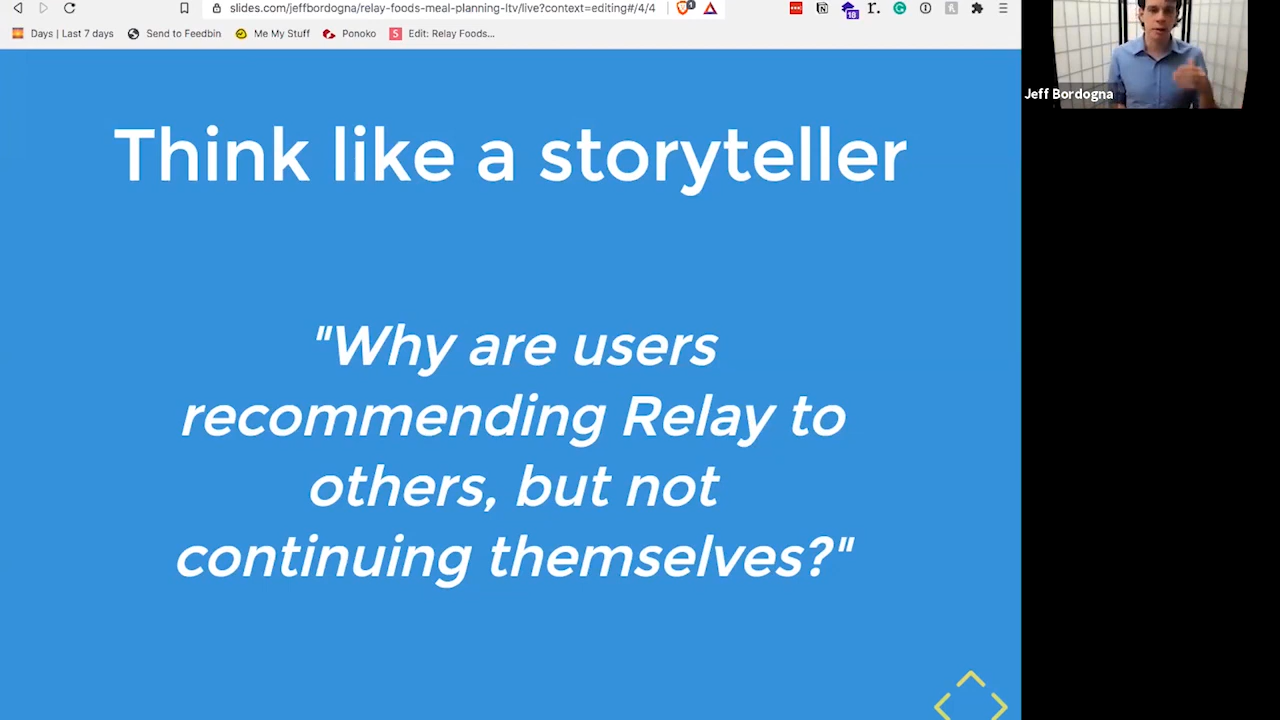 slides.com/jeffbordogna/relay-foods-meal-planning-ltv/live?context=editing#/4/4
1
18
r.
Days | Last 7 days
Send to Feedbin
Me My Stuff
Ponoko
S
Edit: Relay Foods...
Jeff Bordogna
Think like a storyteller
"Why are users
recommending Relay to
others, but not
continuing themselves?"